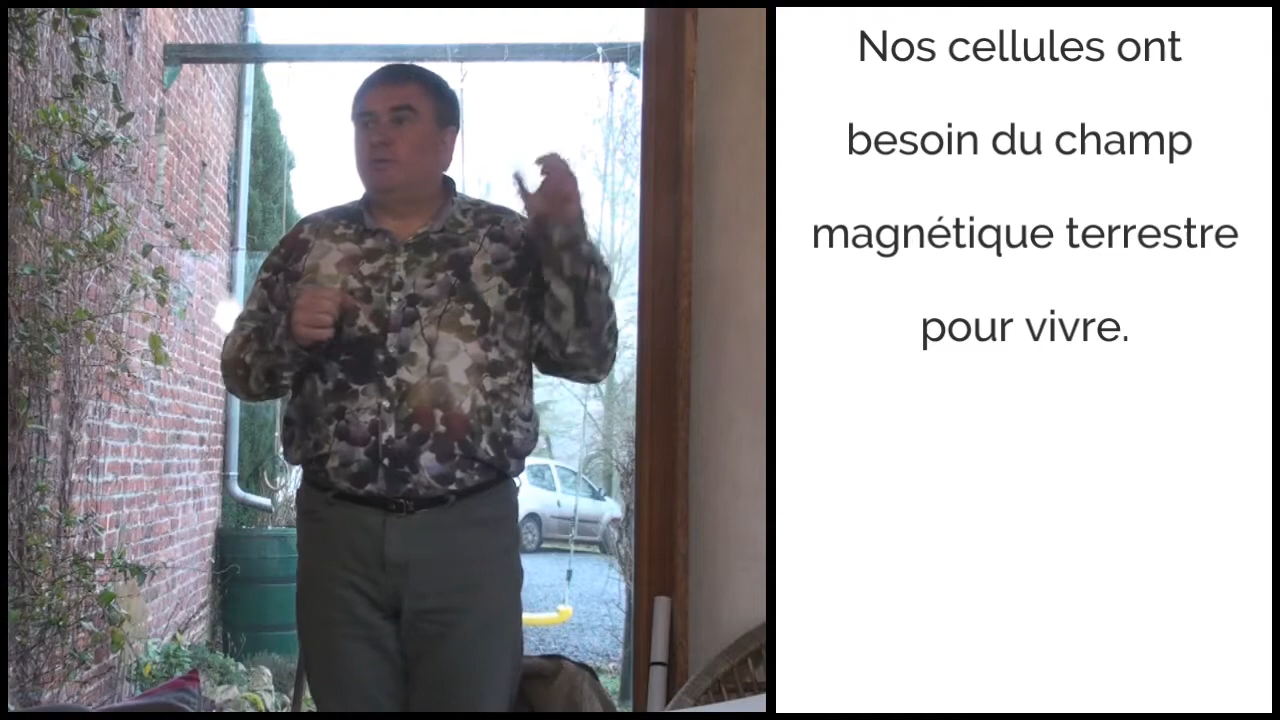 Nos cellules ont
besoin du champ
magnétique terrestre
pour vivre.